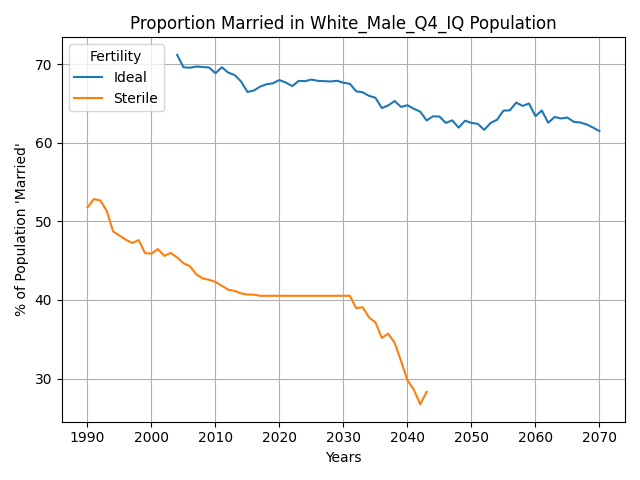 Proportion Married in White_Male_Q4_IQ Population
Fertility
Ideal
Sterile
% of Population 'Married'
70
60
50
40
30
1990 2000 2010 2020 2030 2040 2050 2060 2070
Years